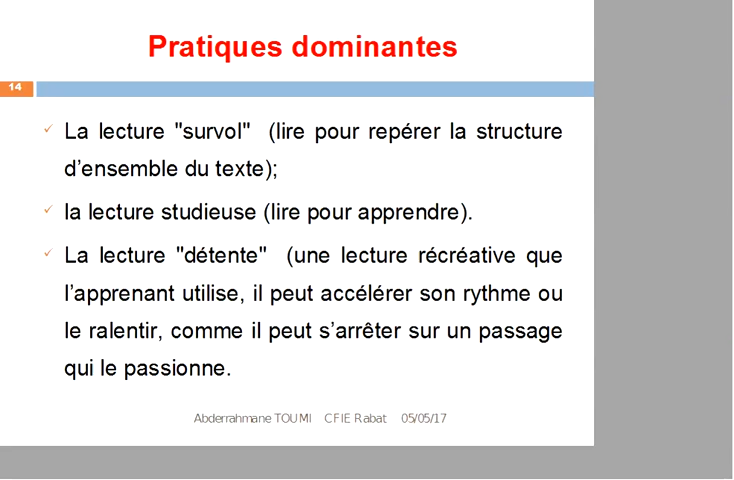 Pratiques dominantes
14
✓ La lecture "survol" (lire pour repérer la structure
d'ensemble du texte);
✓ la lecture studieuse (lire pour apprendre).
✓ La lecture "détente" (une lecture récréative que
l'apprenant utilise, il peut accélérer son rythme ou
le ralentir, comme il peut s'arrêter sur un passage
qui le passionne.
Abderrahmane TOUMI CFIE Rabat 05/05/17